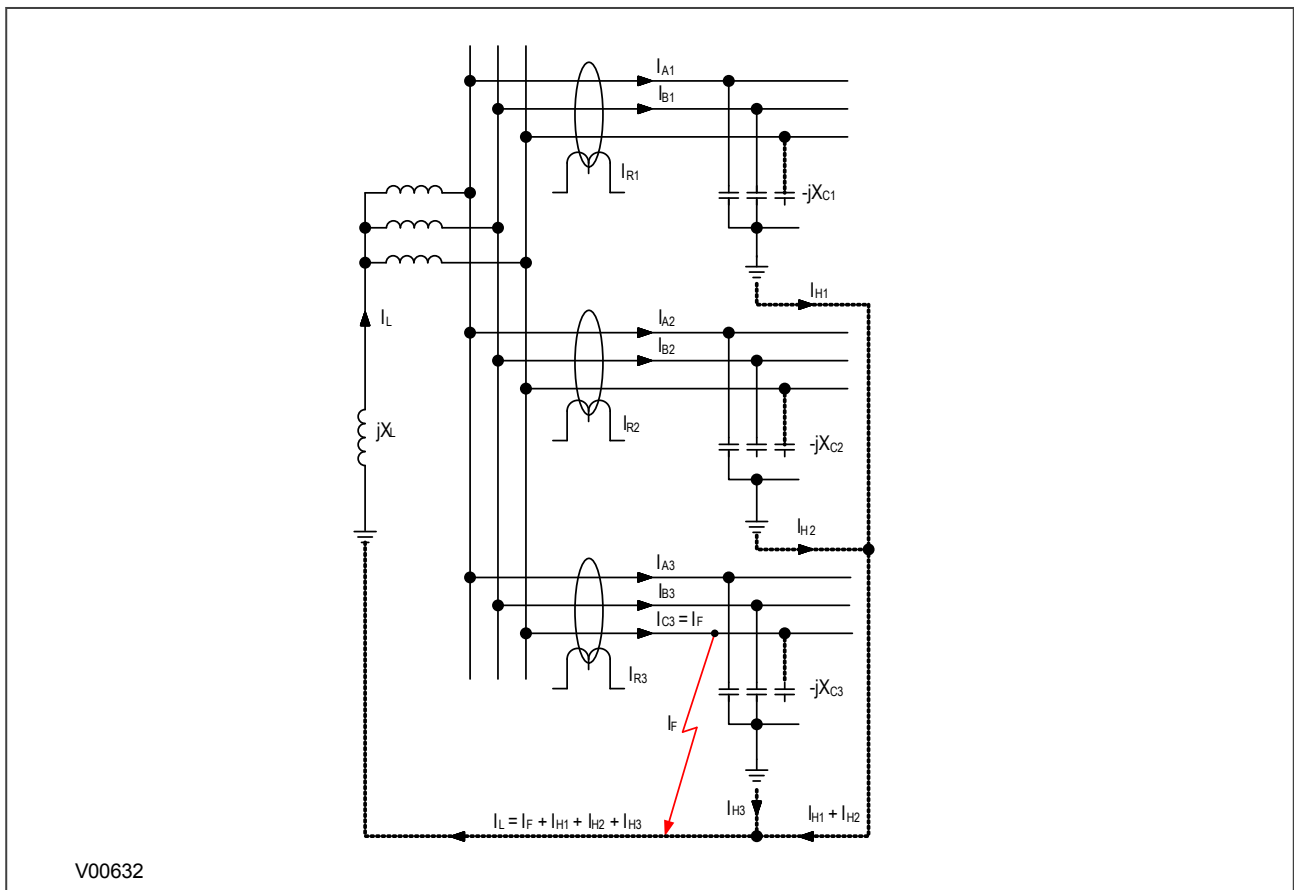 IA1
IB1
IR1
-jXC1
IH1
IL
IA2
IB2
jXL
IR2
-jXC2
IH2
IA3
IB3
IC3 = IF
IR3
-jXC3
IF
IH3
IL = IF + IH1 + IH2 + IH3
IH1 + IH2
V00632